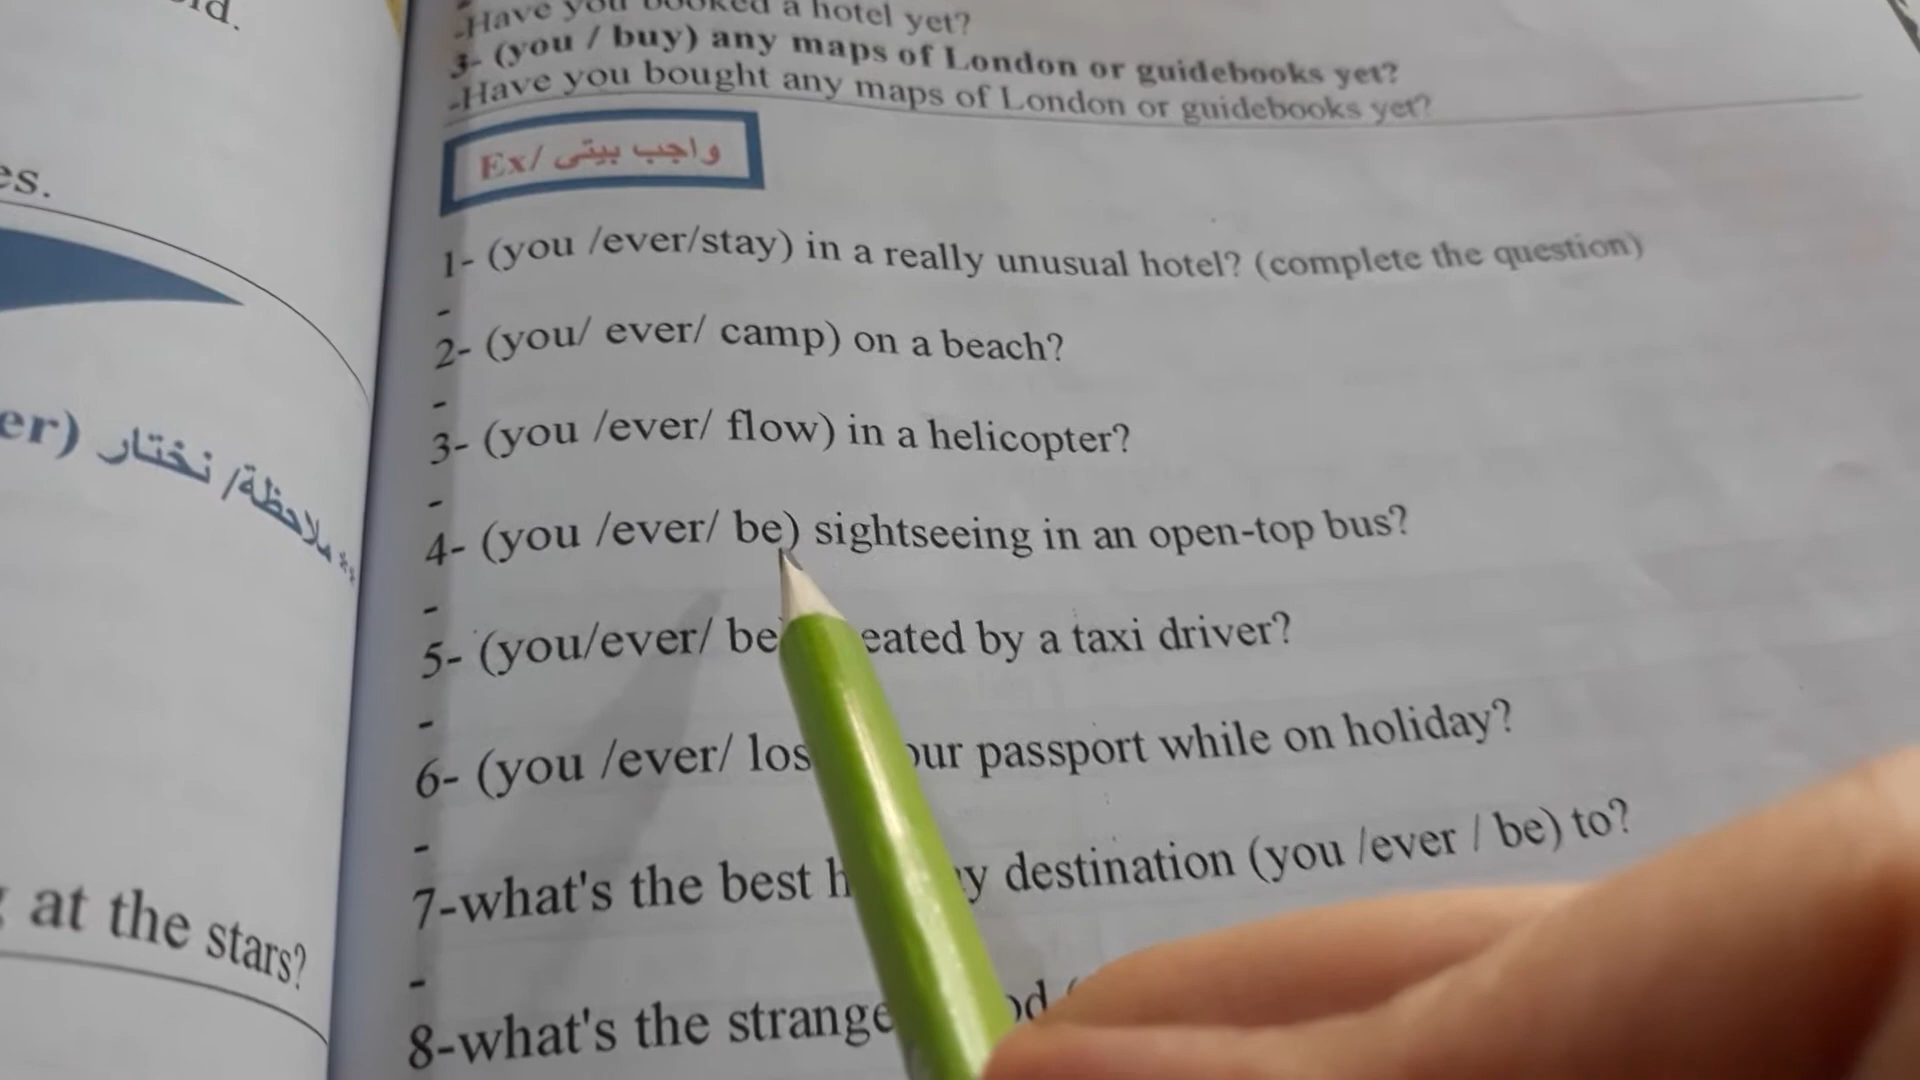 es.
er) ** ملاحظة/ نختار
at the stars?
-Have you booked a hotel yet?
3- (you / buy) any maps of London or guidebooks yet?
-Have you bought any maps of London or guidebooks yet?
Ex/ واجب بيتى
1- (you /ever/stay) in a really unusual hotel? (complete the question)
-
2- (you/ ever/ camp) on a beach?
-
3- (you /ever/ flow) in a helicopter?
-
4- (you /ever/ be) sightseeing in an open-top bus?
-
5- (you/ever/ be eated by a taxi driver?
-
6- (you /ever/ los our passport while on holiday?
-
7-what's the best h y destination (you /ever / be) to?
-
8-what's the strange od